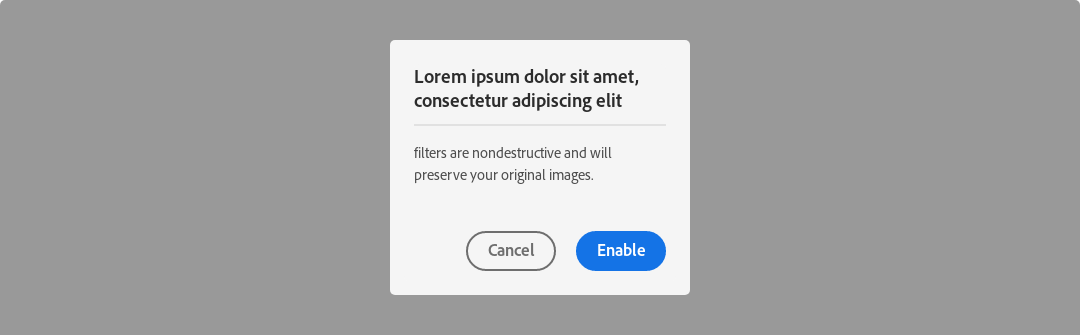 Lorem ipsum dolor sit amet,
consectetur adipiscing elit
filters are nondestructive and will
preserve your original images.
Cancel
Enable